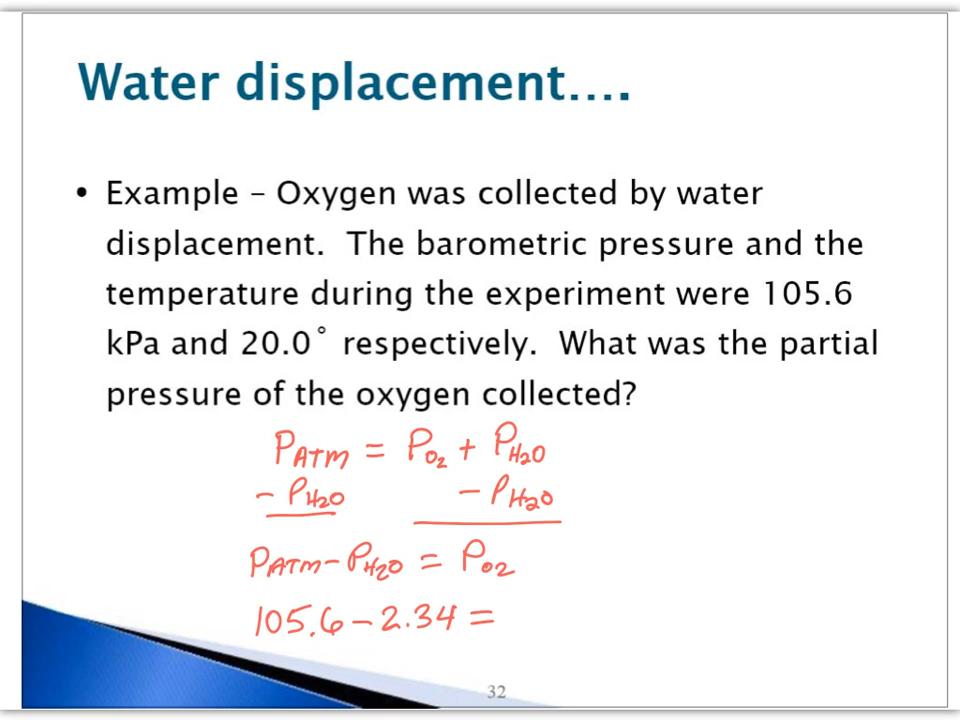 Water displacement....
• Example – Oxygen was collected by water
displacement. The barometric pressure and the
temperature during the experiment were 105.6
kPa and 20.0° respectively. What was the partial
pressure of the oxygen collected?
PATM = PO2 + PH2O
- PH2O - PH2O
PATM - PH2O = PO2
105.6 - 2.34 =
32